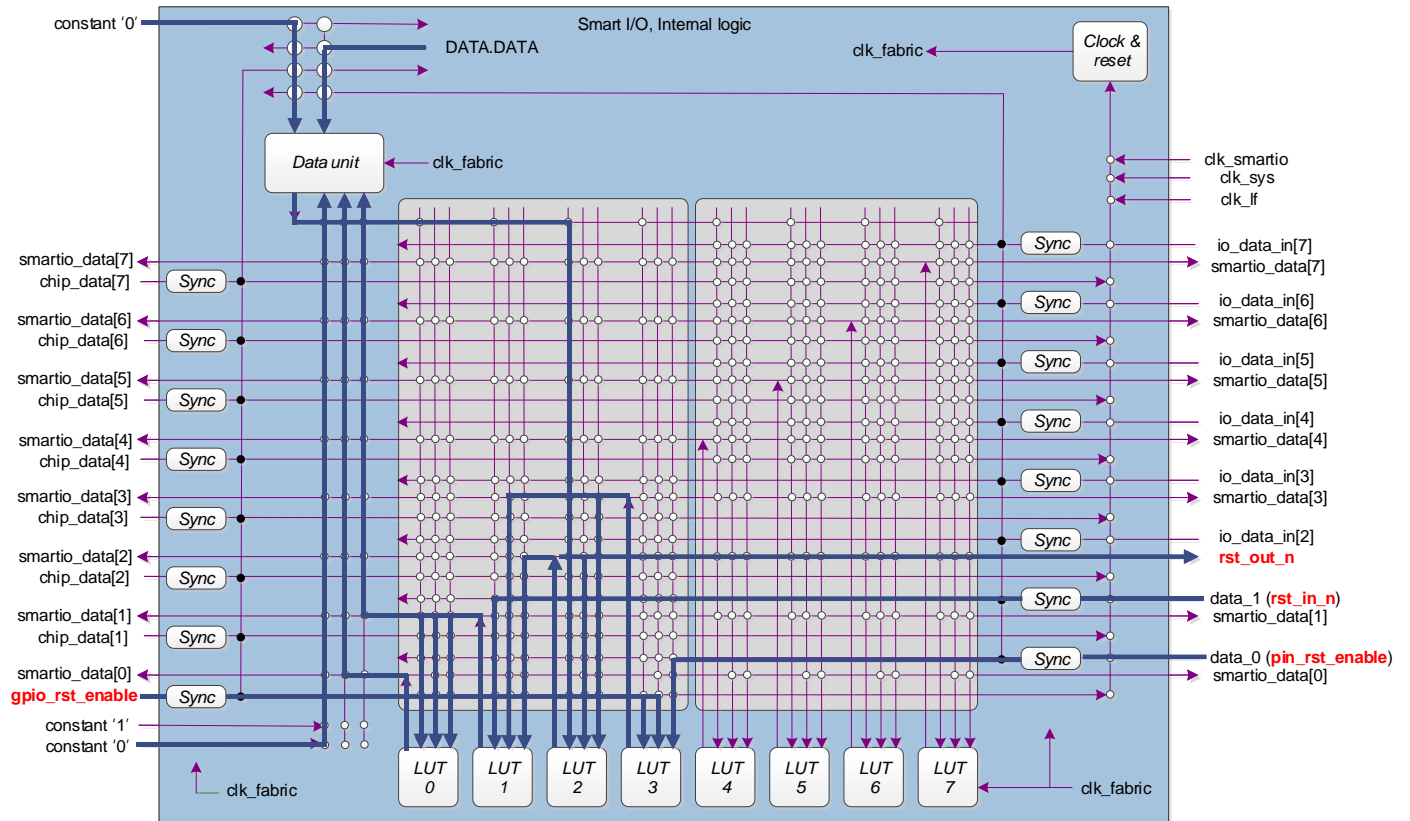 constant '0'
Smart I/O, Internal logic
DATA.DATA
clk_fabric
Clock &
reset
Data unit
clk_fabric
clk_smartio
clk_sys
clk_lf
Sync
io_data_in[7]
smartio_data[7]
smartio_data[7]
chip_data[7]
Sync
Sync
io_data_in[6]
smartio_data[6]
smartio_data[6]
chip_data[6]
Sync
Sync
io_data_in[5]
smartio_data[5]
smartio_data[5]
chip_data[5]
Sync
Sync
io_data_in[4]
smartio_data[4]
smartio_data[4]
chip_data[4]
Sync
Sync
io_data_in[3]
smartio_data[3]
smartio_data[3]
chip_data[3]
Sync
Sync
io_data_in[2]
smartio_data[2]
rst_out_n
chip_data[2]
Sync
Sync
data_1 (rst_in_n)
smartio_data[1]
smartio_data[1]
chip_data[1]
Sync
Sync
data_0 (pin_rst_enable)
smartio_data[0]
smartio_data[0]
gpio_rst_enable
Sync
constant '1'
constant '0'
LUT
0
LUT
1
LUT
2
LUT
3
LUT
4
LUT
5
LUT
6
LUT
7
clk_fabric
clk_fabric